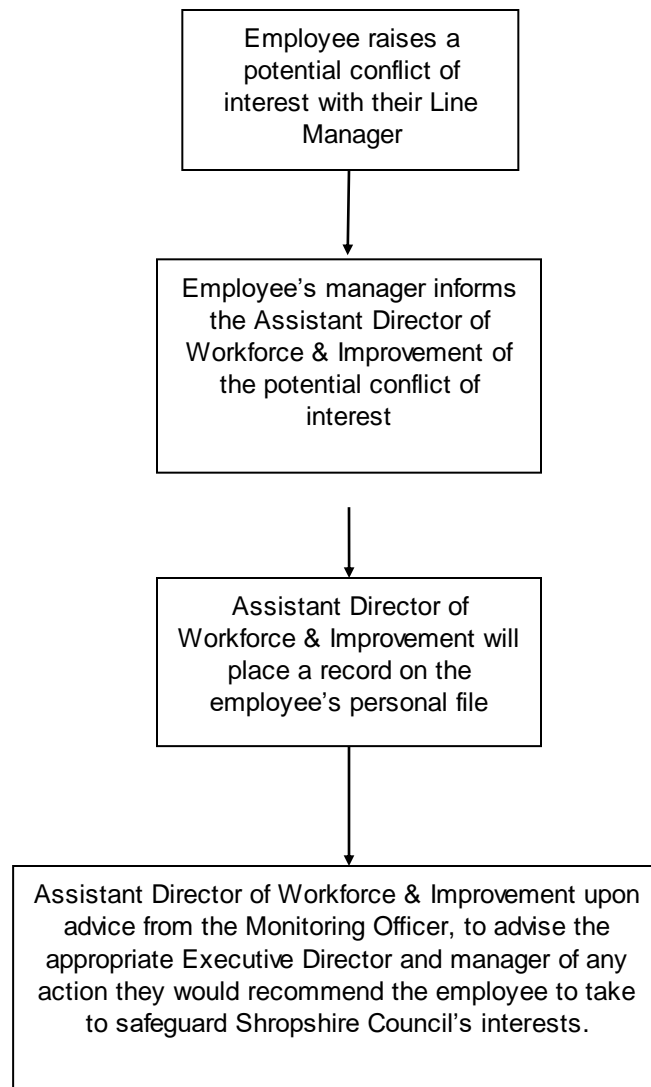 Employee raises a
potential conflict of
interest with their Line
Manager
Employee’s manager informs
the Assistant Director of
Workforce & Improvement of
the potential conflict of
interest
Assistant Director of
Workforce & Improvement will
place a record on the
employee’s personal file
Assistant Director of Workforce & Improvement upon
advice from the Monitoring Officer, to advise the
appropriate Executive Director and manager of any
action they would recommend the employee to take
to safeguard Shropshire Council’s interests.